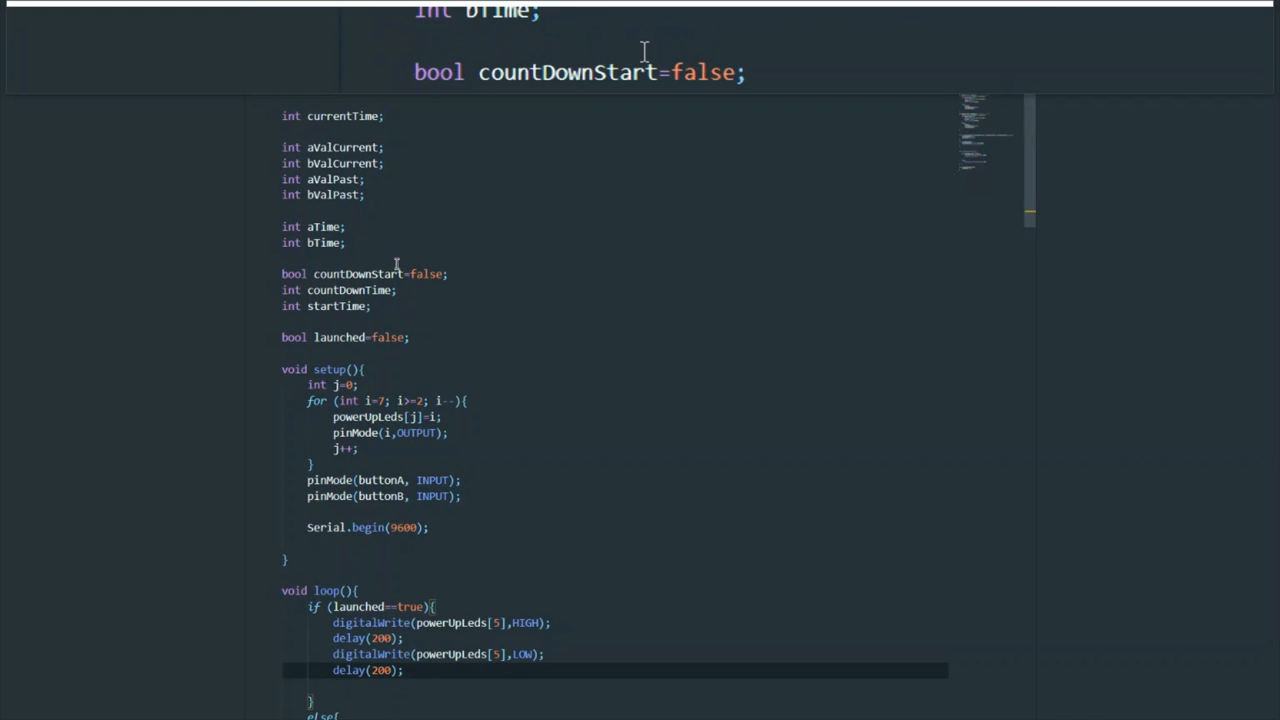 int bTime;
bool countDownStart=false;
int currentTime;
int aValCurrent;
int bValCurrent;
int aValPast;
int bValPast;
int aTime;
int bTime;
bool countDownStart=false;
int countDownTime;
int startTime;
bool launched=false;
void setup(){
int j=0;
for (int i=7; i>=2; i--){
powerUpLeds[j]=i;
pinMode(i,OUTPUT);
j++;
}
pinMode(buttonA, INPUT);
pinMode(buttonB, INPUT);
Serial.begin(9600);
}
void loop(){
if (launched==true){
digitalWrite(powerUpLeds[5],HIGH);
delay(200);
digitalWrite(powerUpLeds[5],LOW);
delay(200);
}
else{